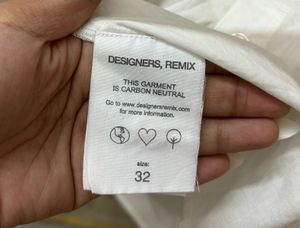 DESIGNERS, REMIX
THIS GARMENT
IS CARBON NEUTRAL
Go to www.designersremix.com
for more information.
size:
32